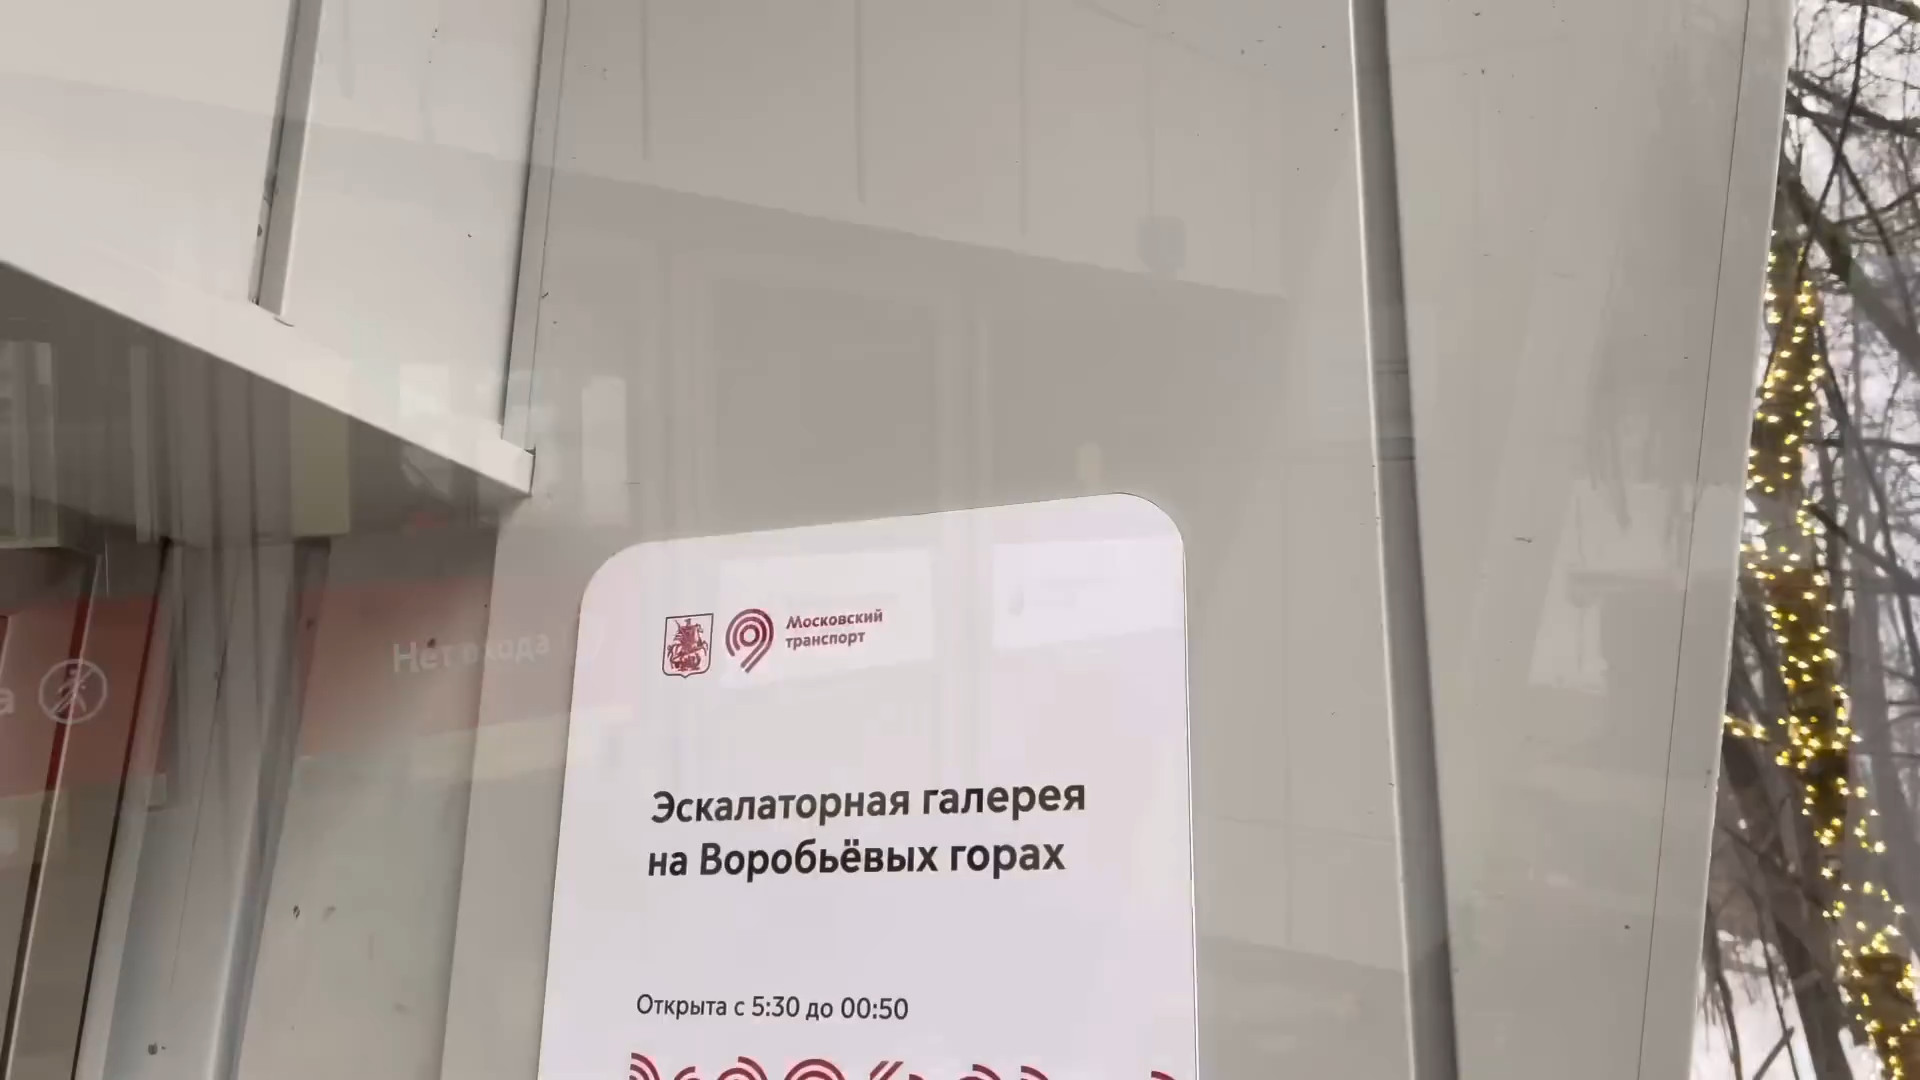 Московский
транспорт
Нет входа
Эскалаторная галерея
на Воробьёвых горах
Открыта с 5:30 до 00:50